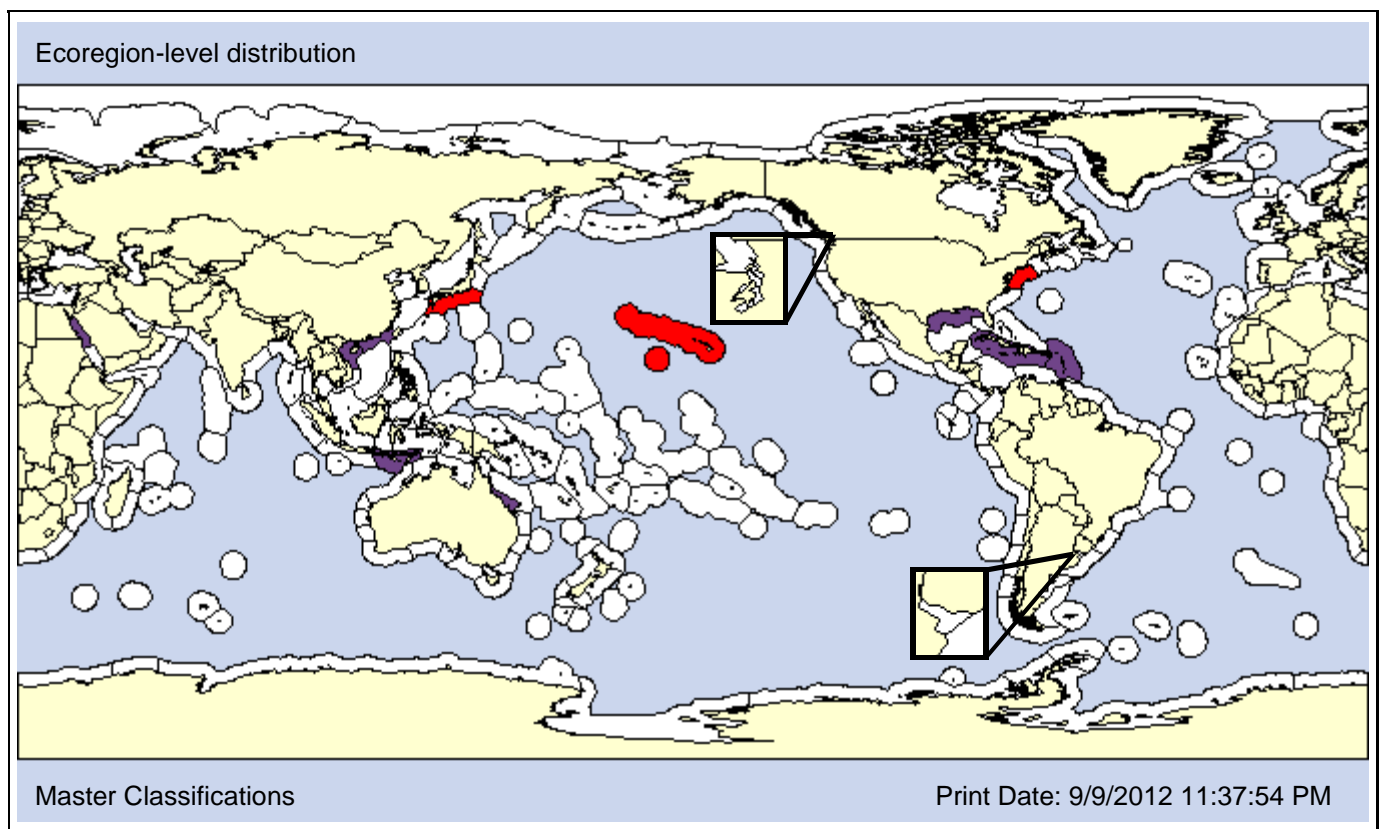 Ecoregion-level distribution
Master Classifications
Print Date: 9/9/2012 11:37:54 PM